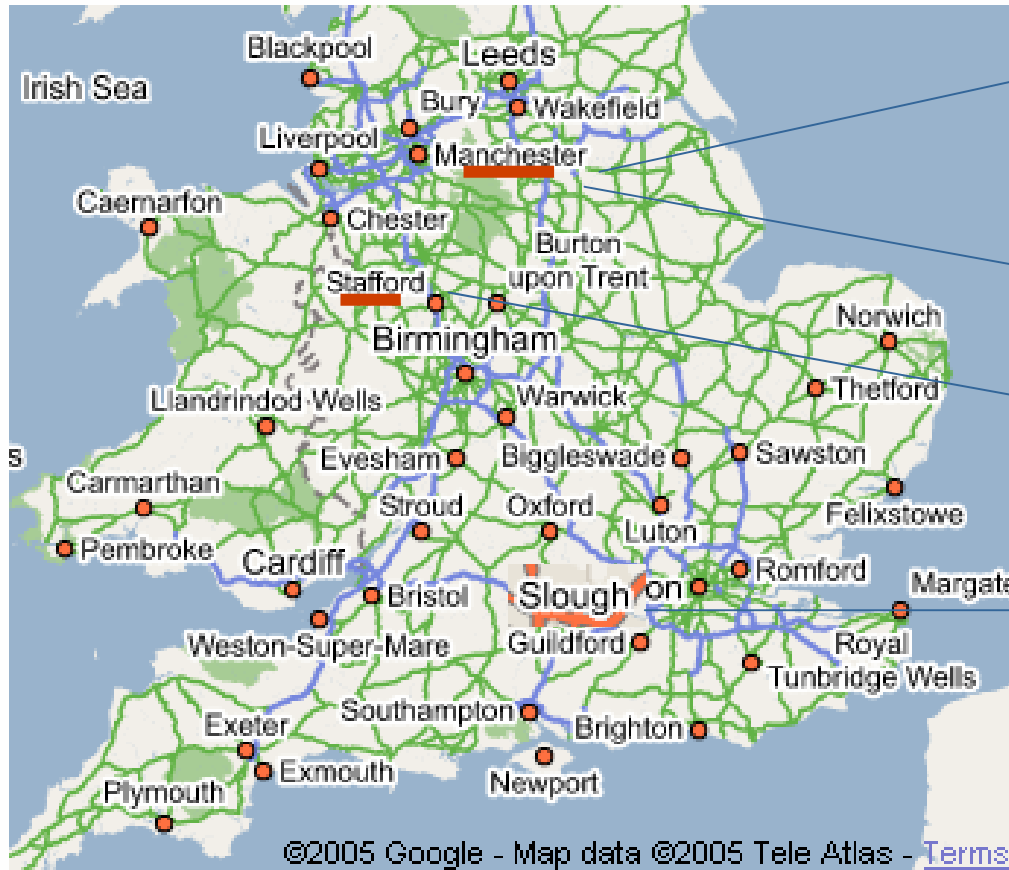 Blackpool
Leeds
Irish Sea
Bury
Wakefield
Liverpool
Manchester
Caernarfon
Chester
Burton
upon Trent
Stafford
Norwich
Birmingham
Thetford
Llandrindod Wells
Warwick
s
Evesham
Biggleswade
Sawston
Carmarthan
Stroud
Oxford
Felixstowe
Luton
Pembroke
Cardiff
Romford
Margate
Slough
on
Bristol
Weston-Super-Mare
Guildford
Royal
Tunbridge Wells
Southampton
Brighton
Exeter
Exmouth
Newport
Plymouth
©2005 Google - Map data ©2005 Tele Atlas - Terms